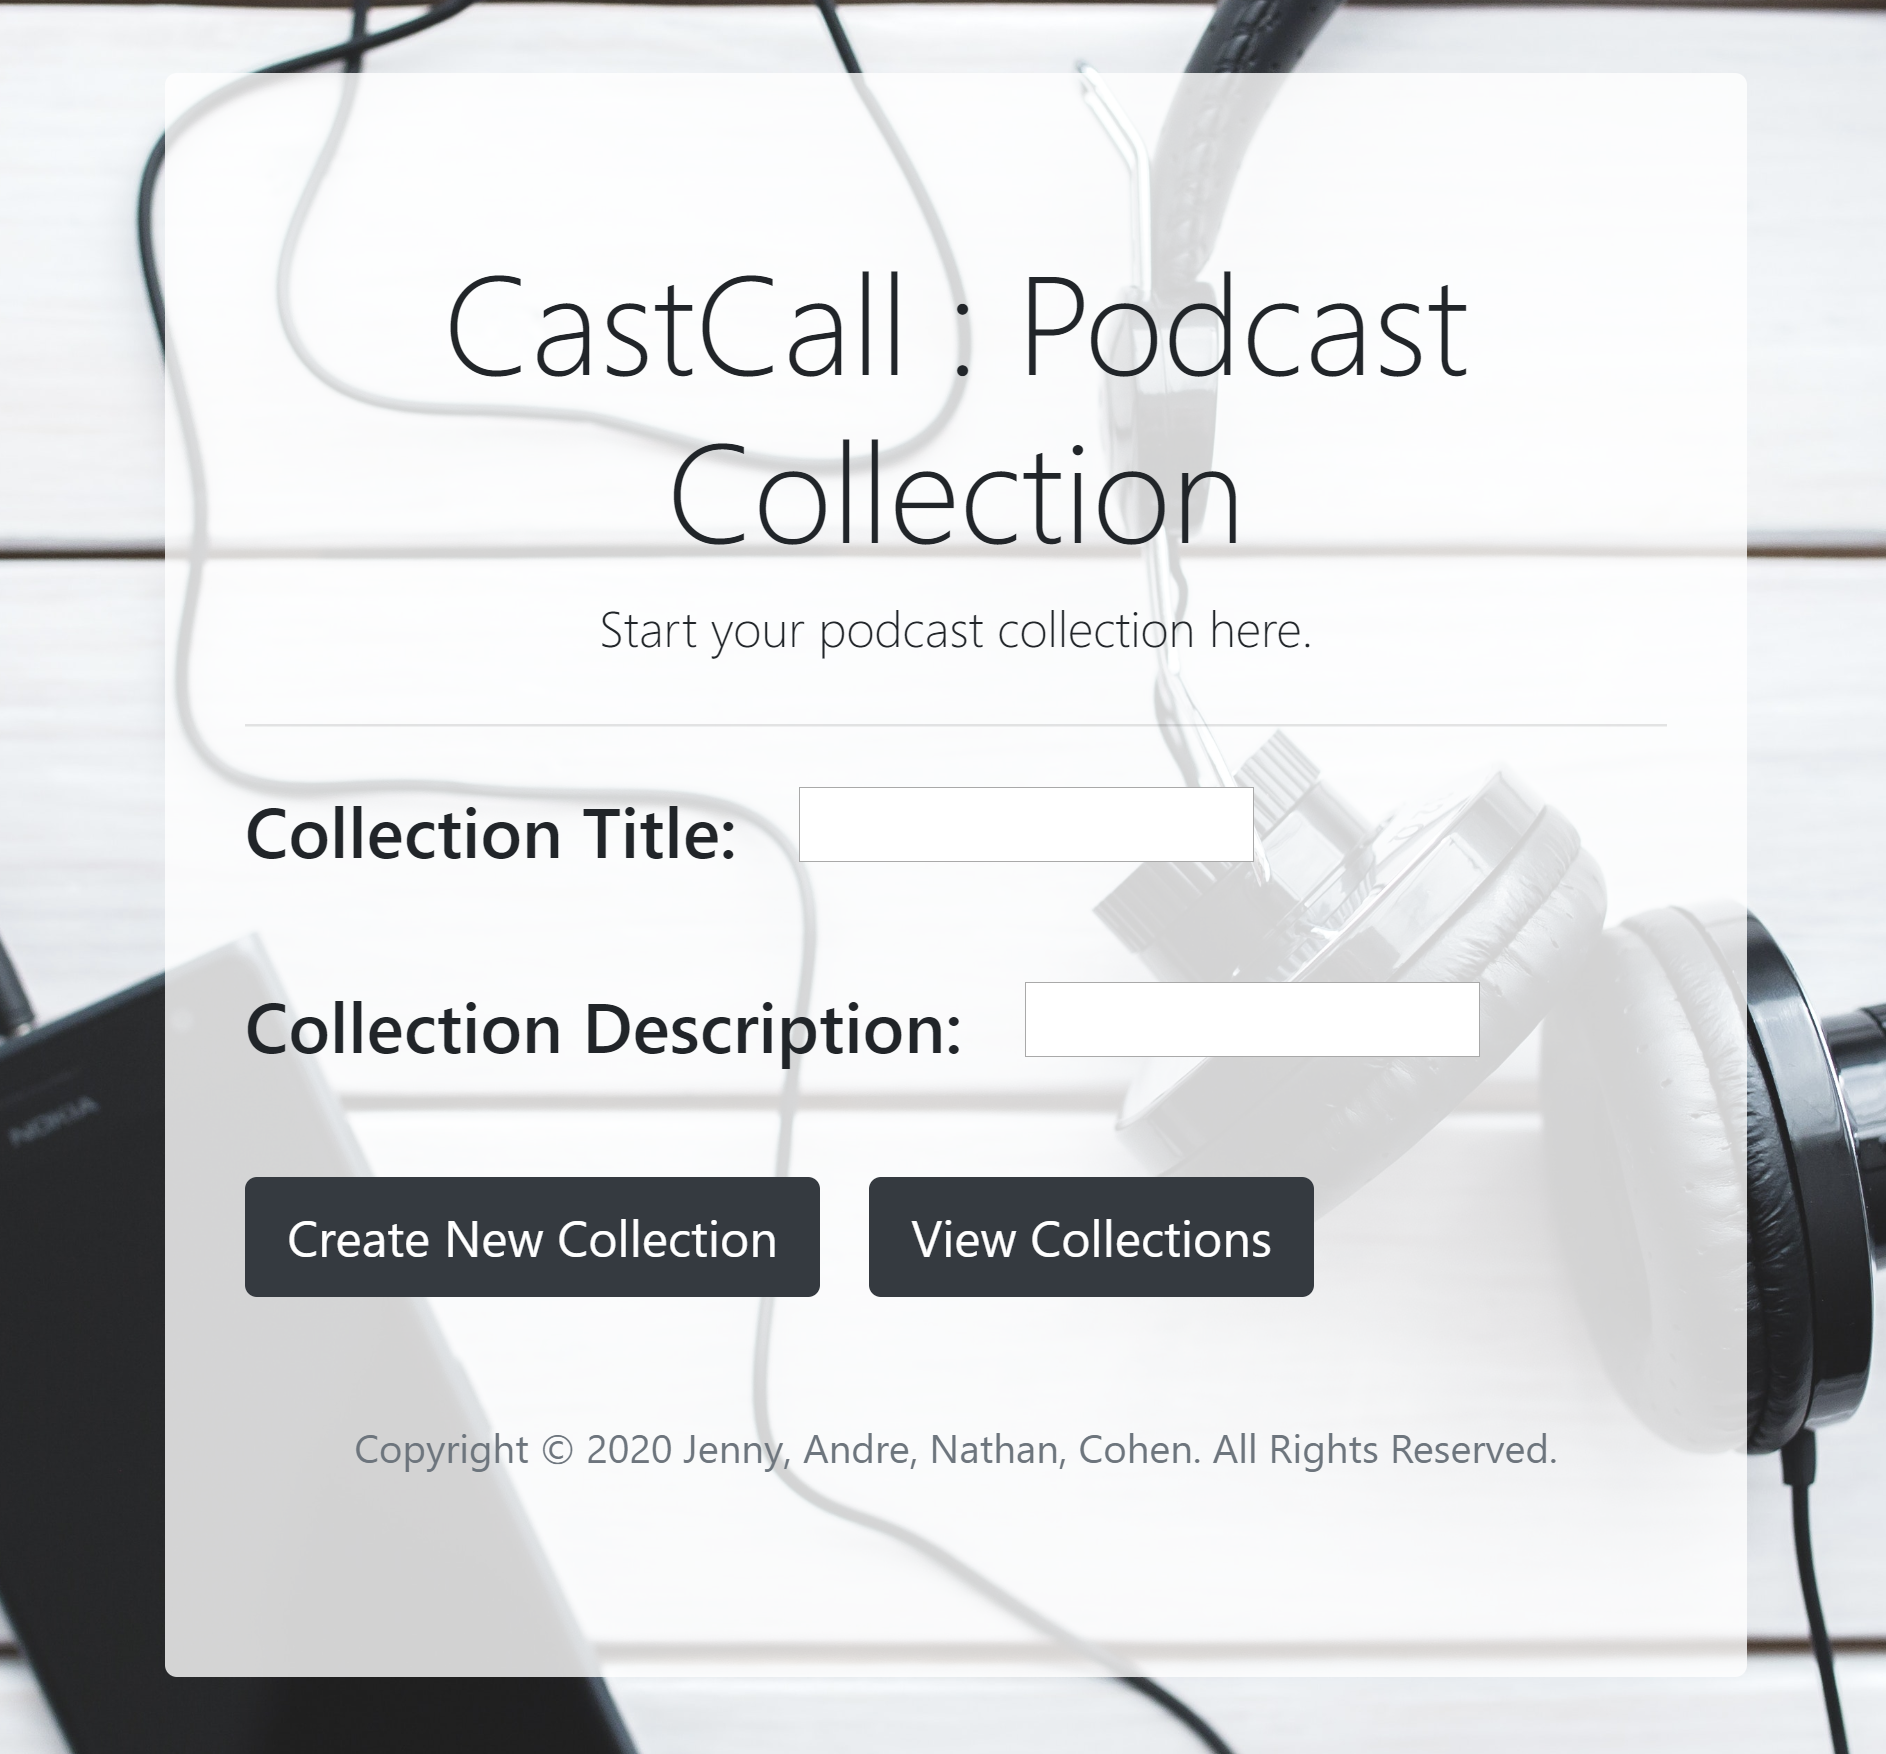 CastCall : Podcast
Collection
Start your podcast collection here.
Collection Title:
Collection Description:
NOKIA
Create New Collection
View Collections
Copyright © 2020 Jenny, Andre, Nathan, Cohen. All Rights Reserved.